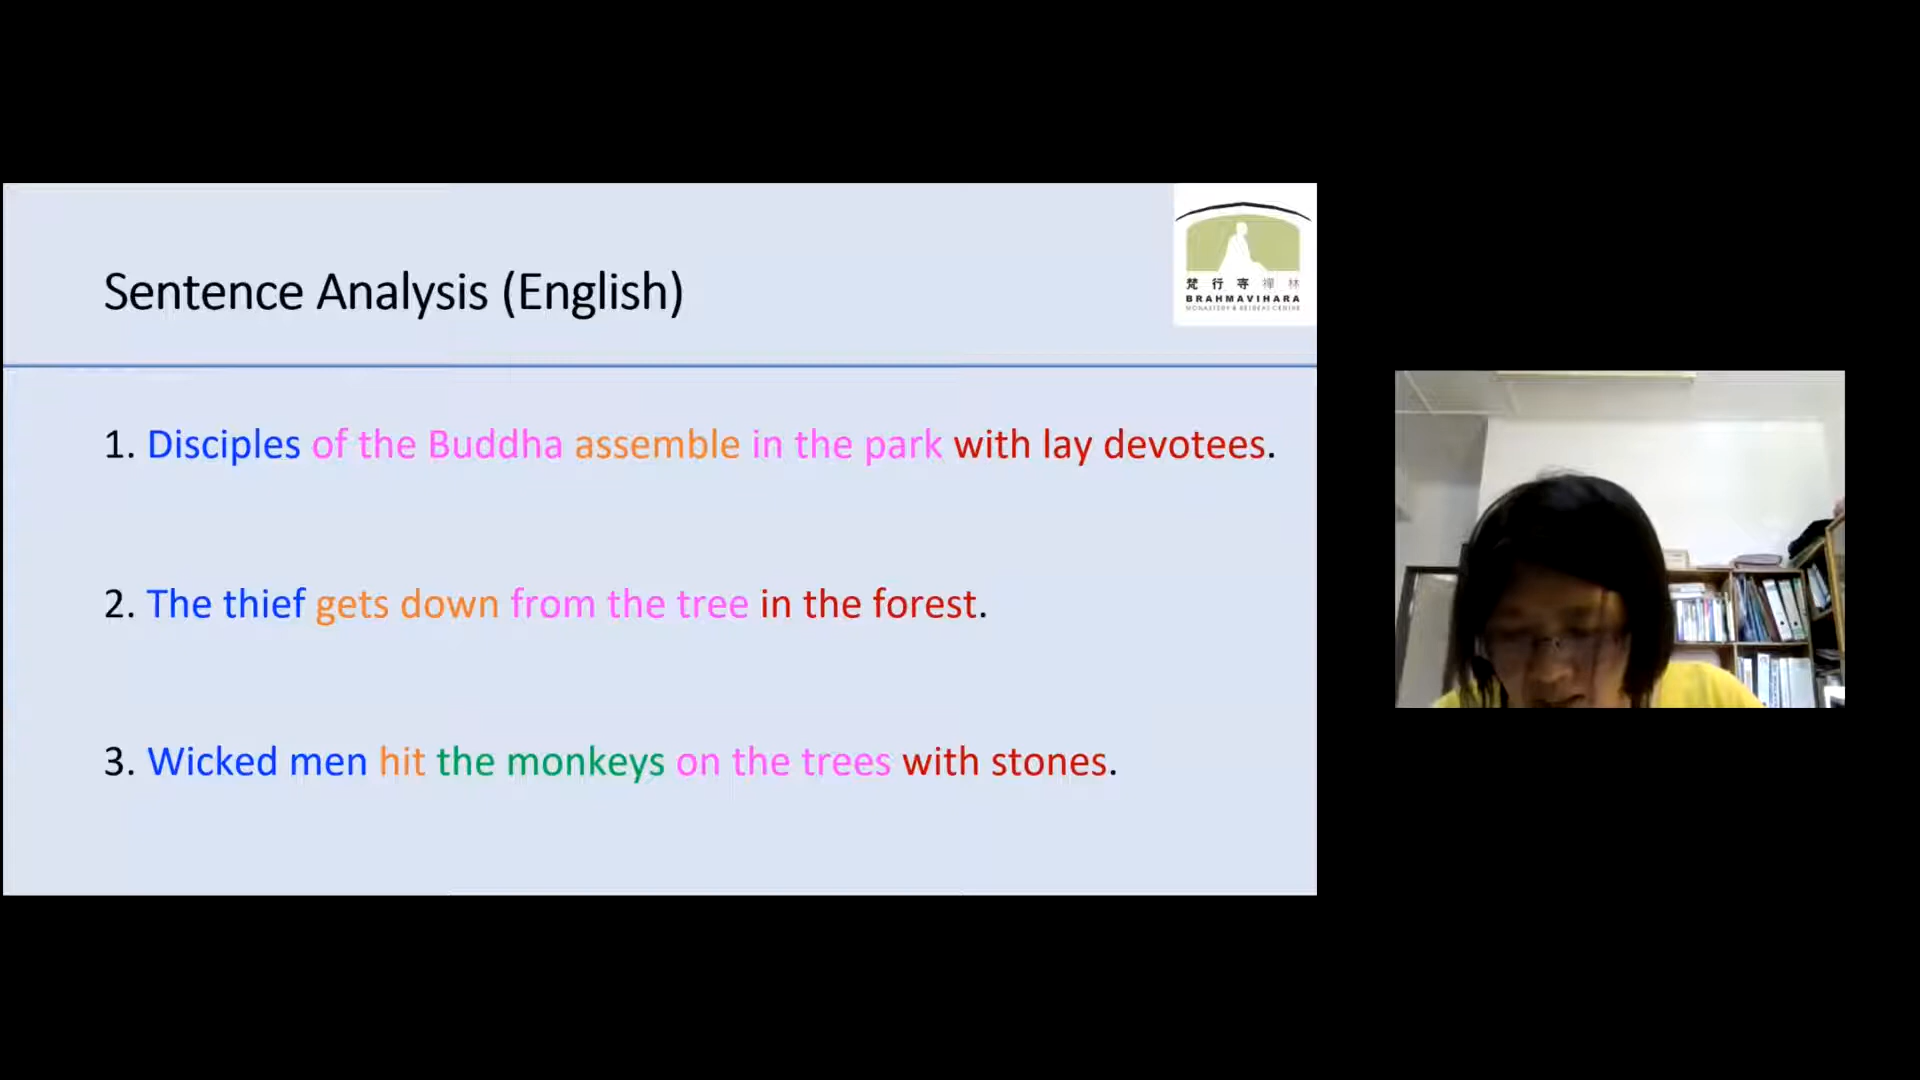 梵行寺禪林
BRAHMAVIHARA
MONASTERY & RETREAT CENTRE
Sentence Analysis (English)
1. Disciples of the Buddha assemble in the park with lay devotees.
2. The thief gets down from the tree in the forest.
3. Wicked men hit the monkeys on the trees with stones.